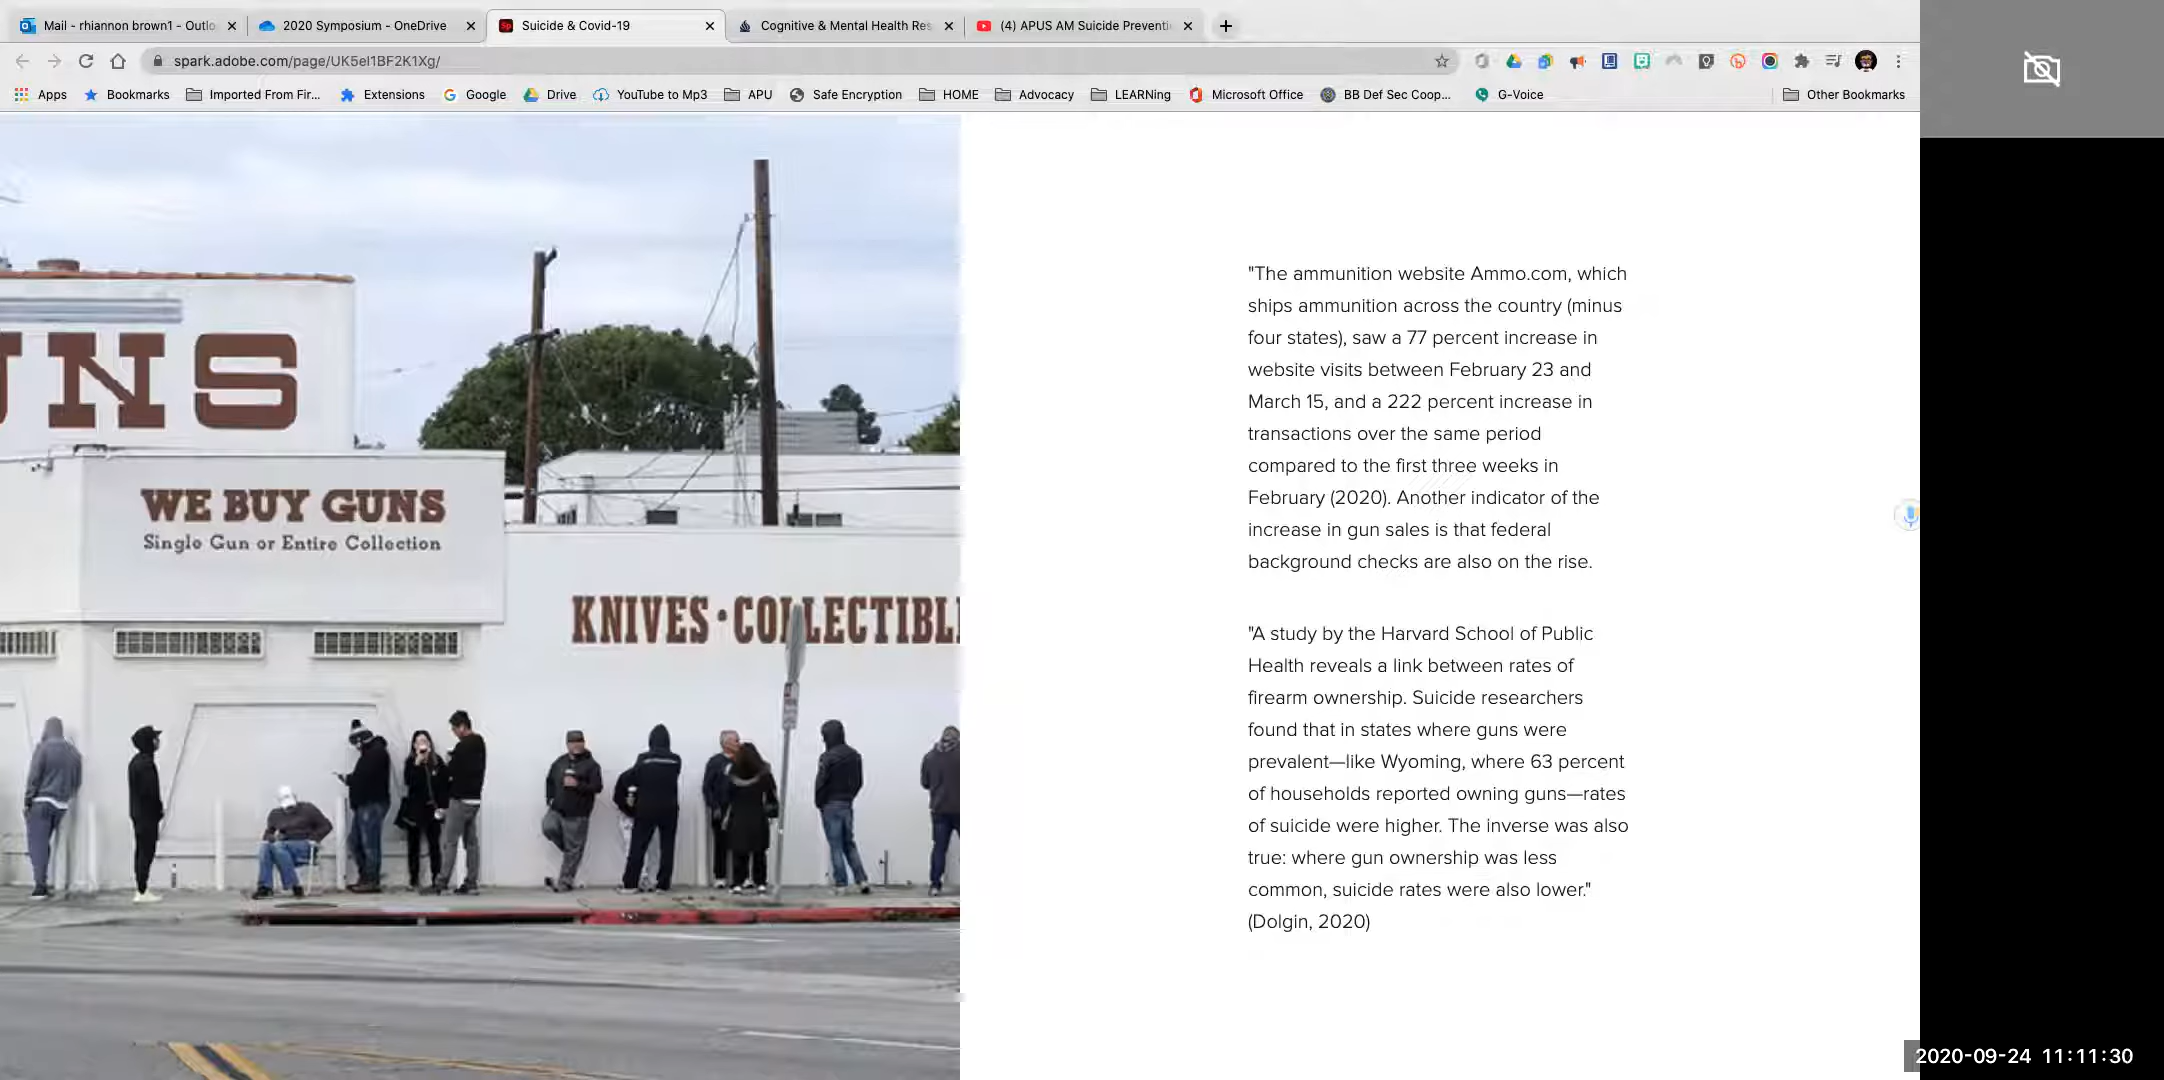 Mail - rhiannon brown1 - Outlo
2020 Symposium - OneDrive
Suicide & Covid-19
Cognitive & Mental Health Res
(4) APUS AM Suicide Preventi
spark.adobe.com/page/UK5eI1BF2K1Xg/
Apps
Bookmarks
Imported From Fir...
Extensions
Google
Drive
YouTube to Mp3
APU
Safe Encryption
HOME
Advocacy
LEARNing
Microsoft Office
BB Def Sec Coop...
G-Voice
Other Bookmarks
UNS
WE BUY GUNS
Single Gun or Entire Collection
KNIVES • COLLECTIBL
"The ammunition website Ammo.com, which
ships ammunition across the country (minus
four states), saw a 77 percent increase in
website visits between February 23 and
March 15, and a 222 percent increase in
transactions over the same period
compared to the first three weeks in
February (2020). Another indicator of the
increase in gun sales is that federal
background checks are also on the rise.
"A study by the Harvard School of Public
Health reveals a link between rates of
firearm ownership. Suicide researchers
found that in states where guns were
prevalent—like Wyoming, where 63 percent
of households reported owning guns—rates
of suicide were higher. The inverse was also
true: where gun ownership was less
common, suicide rates were also lower."
(Dolgin, 2020)
2020-09-24 11:11:30